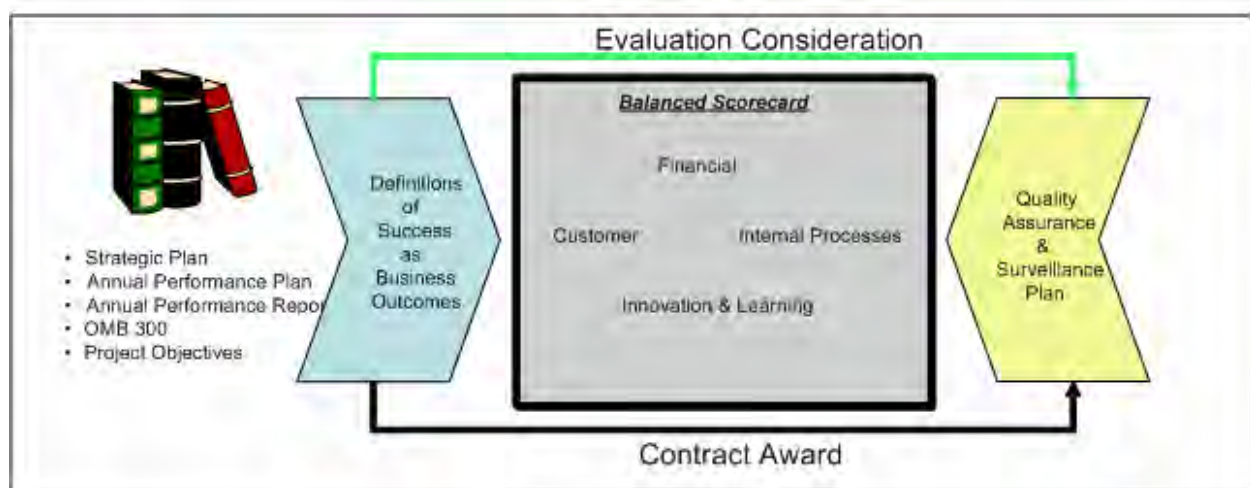 Evaluation Consideration
Balanced Scorecard
Financial
Customer
Internal Processes
Innovation & Learning
Definitions
of
Success
as
Business
Outcomes
Quality
Assurance
&
Surveillance
Plan
• Strategic Plan
• Annual Performance Plan
• Annual Performance Repor
• OMB 300
• Project Objectives
Contract Award